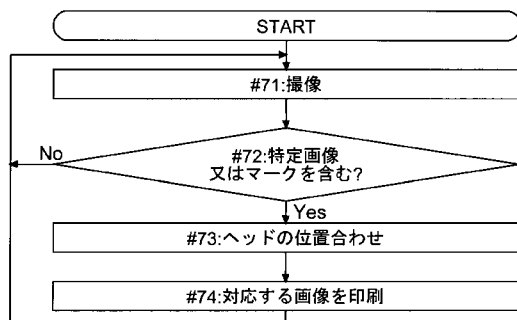 START
#71:撮像
No
#72:特定画像
又はマークを含む?
Yes
#73:ヘッドの位置合わせ
#74:対応する画像を印刷